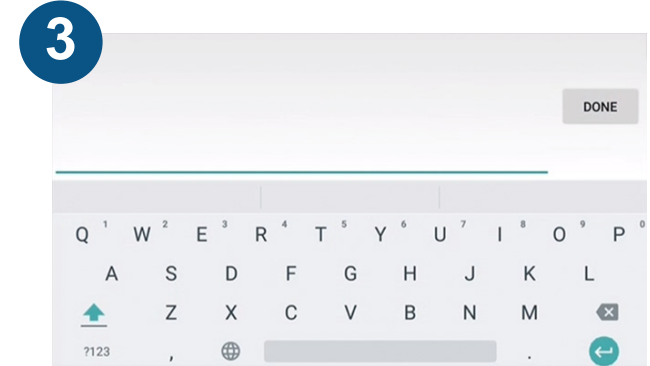 3
DONE
Q 1 W 2 E 3 R 4 T 5 Y 6 U 7 I 8 O 9 P 0
A S D F G H J K L
Z X C V B N M
?123 , .